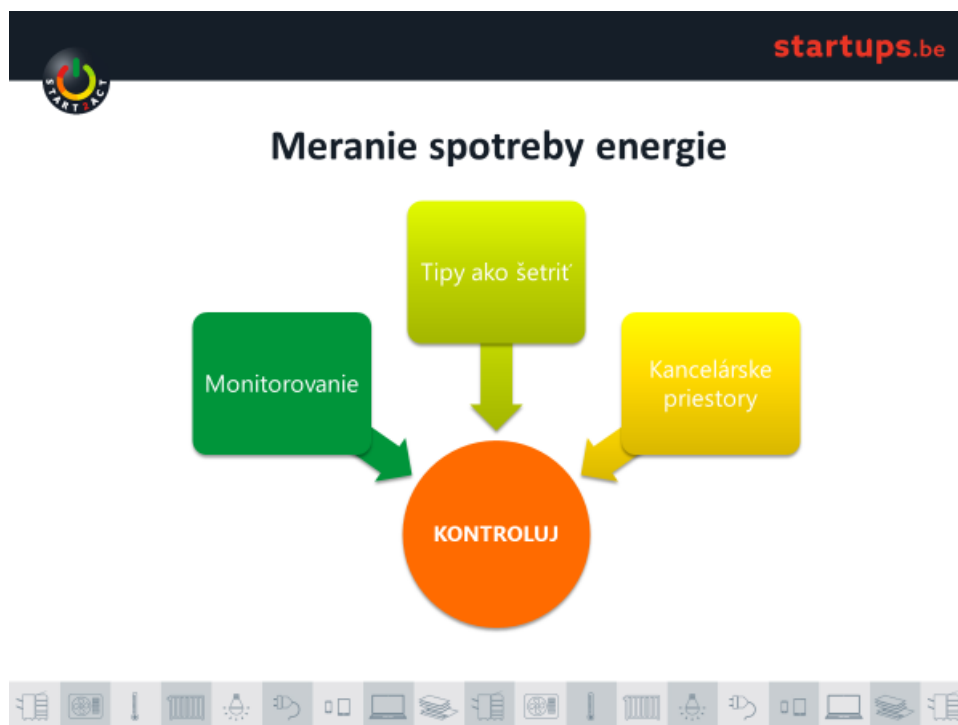 startups.be
START2ACT
Meranie spotreby energie
Tipy ako šetriť
Monitorovanie
Kancelárske
priestory
KONTROLUJ